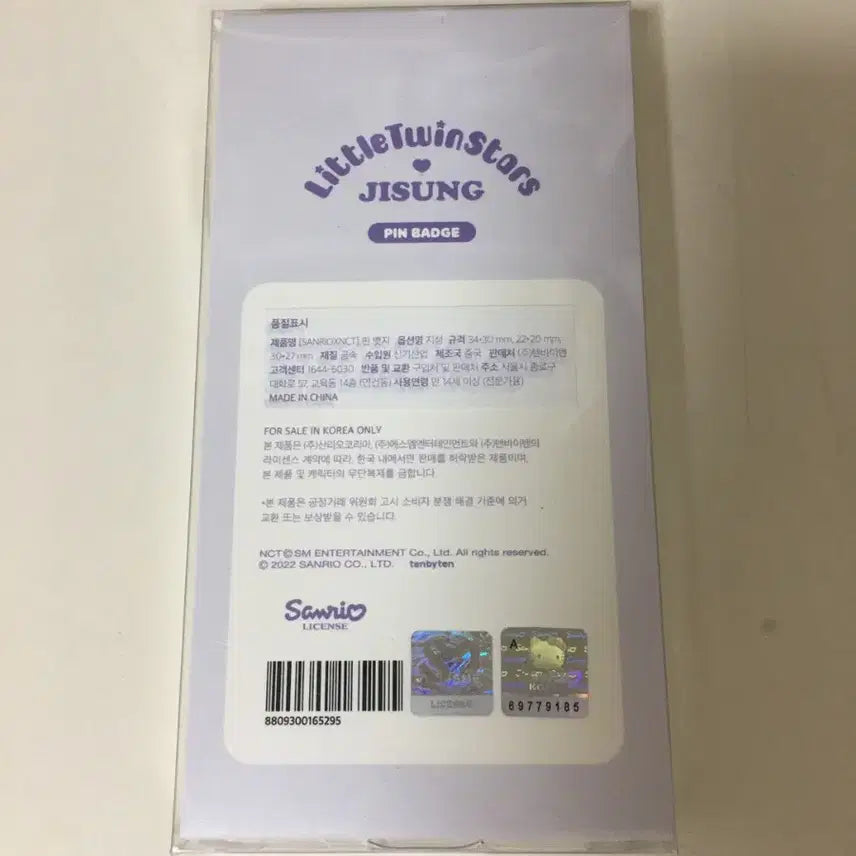 LittleTwinStars
JISUNG
PIN BADGE
품질표시
제품명 [SANRIOXNCT] 핀 뱃지 옵션명 지성 규격 34*30 mm, 22*20 mm,
30*27 mm 재질 금속 수입원 신기산업 제조국 중국 판매처 (주)텐바이텐
고객센터 1644-6030 반품 및 교환 구입처 및 판매처 주소 서울시 종로구
대학로 57, 교육동 14층 (연건동) 사용연령 만 14세 이상 (전문가용)
MADE IN CHINA
FOR SALE IN KOREA ONLY
본 제품은 (주)산리오코리아, (주)에스엠엔터테인먼트와 (주)텐바이텐의
라이센스 계약에 따라, 한국 내에서만 판매를 허락받은 제품이며,
본 제품 및 캐릭터의 무단복제를 금합니다.
*본 제품은 공정거래 위원회 고시 소비자 분쟁 해결 기준에 의거
교환 또는 보상받을 수 있습니다.
NCT©SM ENTERTAINMENT Co., Ltd. All rights reserved.
© 2022 SANRIO CO., LTD. tenbyten
Sanrio
LICENSE
8809300165295
LICENSE
A
69779185